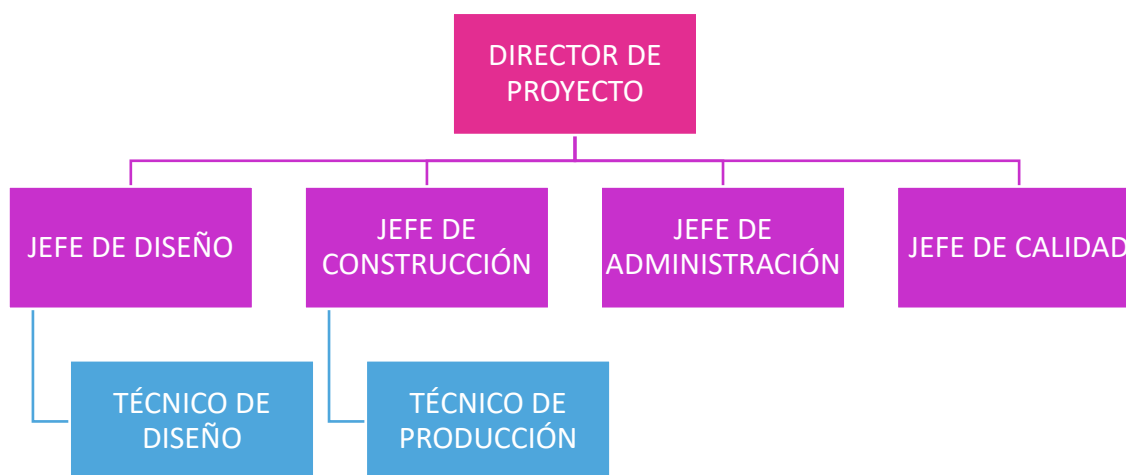 DIRECTOR DE
PROYECTO
JEFE DE DISEÑO
JEFE DE
CONSTRUCCIÓN
JEFE DE
ADMINISTRACIÓN
JEFE DE CALIDAD
TÉCNICO DE
DISEÑO
TÉCNICO DE
PRODUCCIÓN